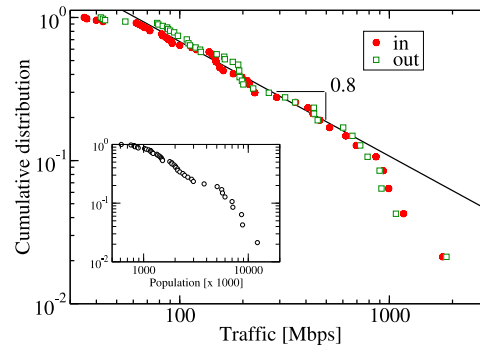 10^0
in
out
0.8
Cumulative distribution
10^-1
10^0
10^-1
10^-2
1000
10000
Population [x 1000]
10^-2
100
1000
Traffic [Mbps]